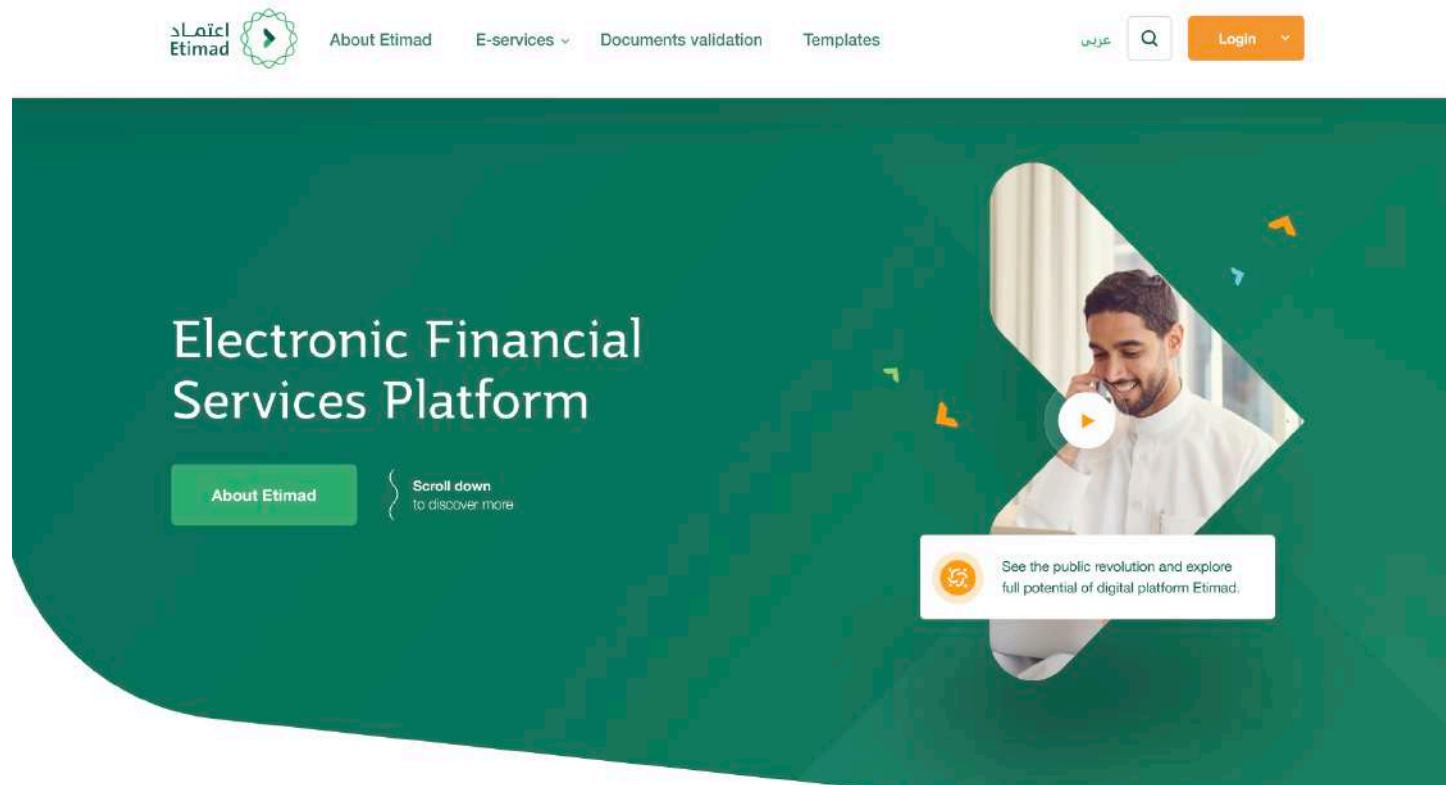 اعتماد
Etimad
About Etimad
E-services
Documents validation
Templates
عربي
Login
Electronic Financial
Services Platform
About Etimad
Scroll down
to discover more
See the public revolution and explore
full potential of digital platform Etimad.